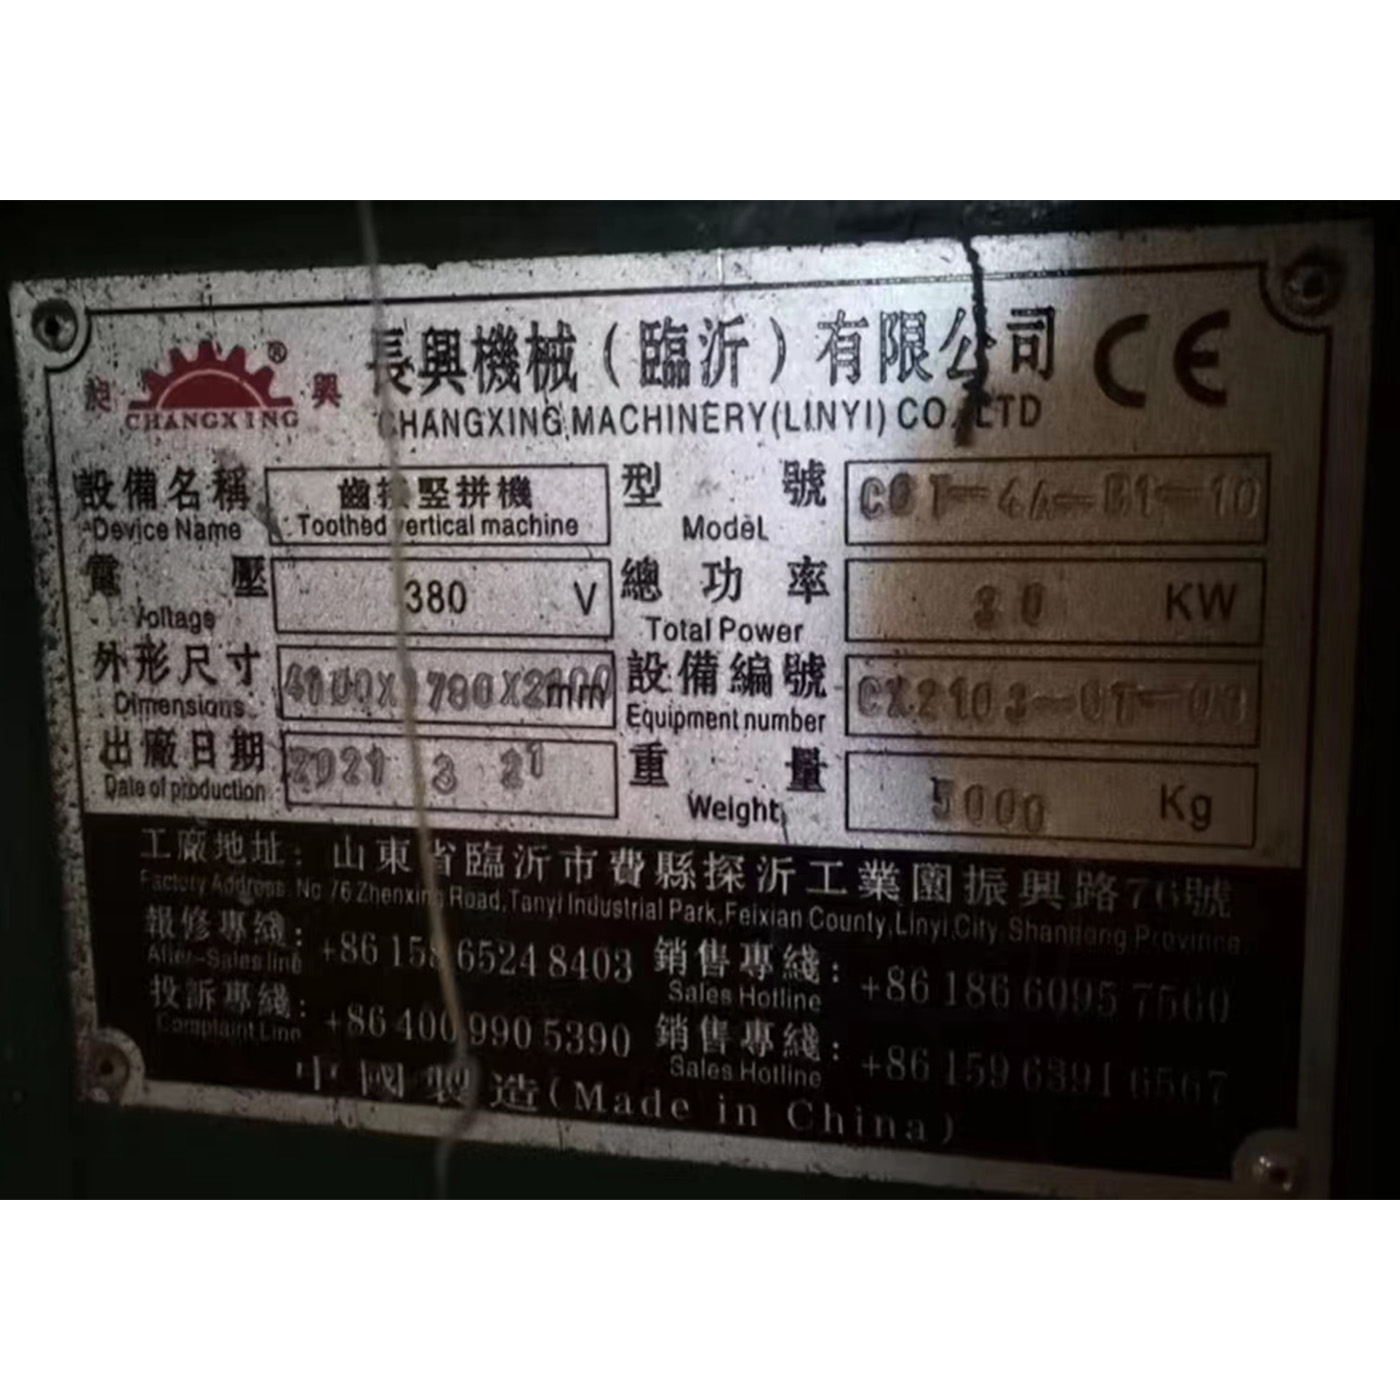 CHANGXING ® 興
長興機械(臨沂)有限公司 CE
CHANGXING MACHINERY(LINYI) CO.,LTD
設備名稱 齒接竪拼機 型號
Device Name Toothed vertical machine Model
電壓 380 V 總功率 KW
Voltage Total Power
外形尺寸 mm 設備編號
Dimensions Equipment number
出廠日期 2021 3 21 重量 5000 Kg
Date of production Weight
工廠地址: 山東省臨沂市費縣探沂工業園振興路76號
Factory Address: No 76 Zhenxing Road,Tanyi Industrial Park,Feixian County,Linyi City Shandong Province
報修專綫: +86 6524 8403 銷售專綫: +86 186 6095 7560
After-Sales line Sales Hotline
投訴專綫: +86 400 990 5390 銷售專綫: +86 159 6391 6567
Complaint Line Sales Hotline
中國製造(Made in China)